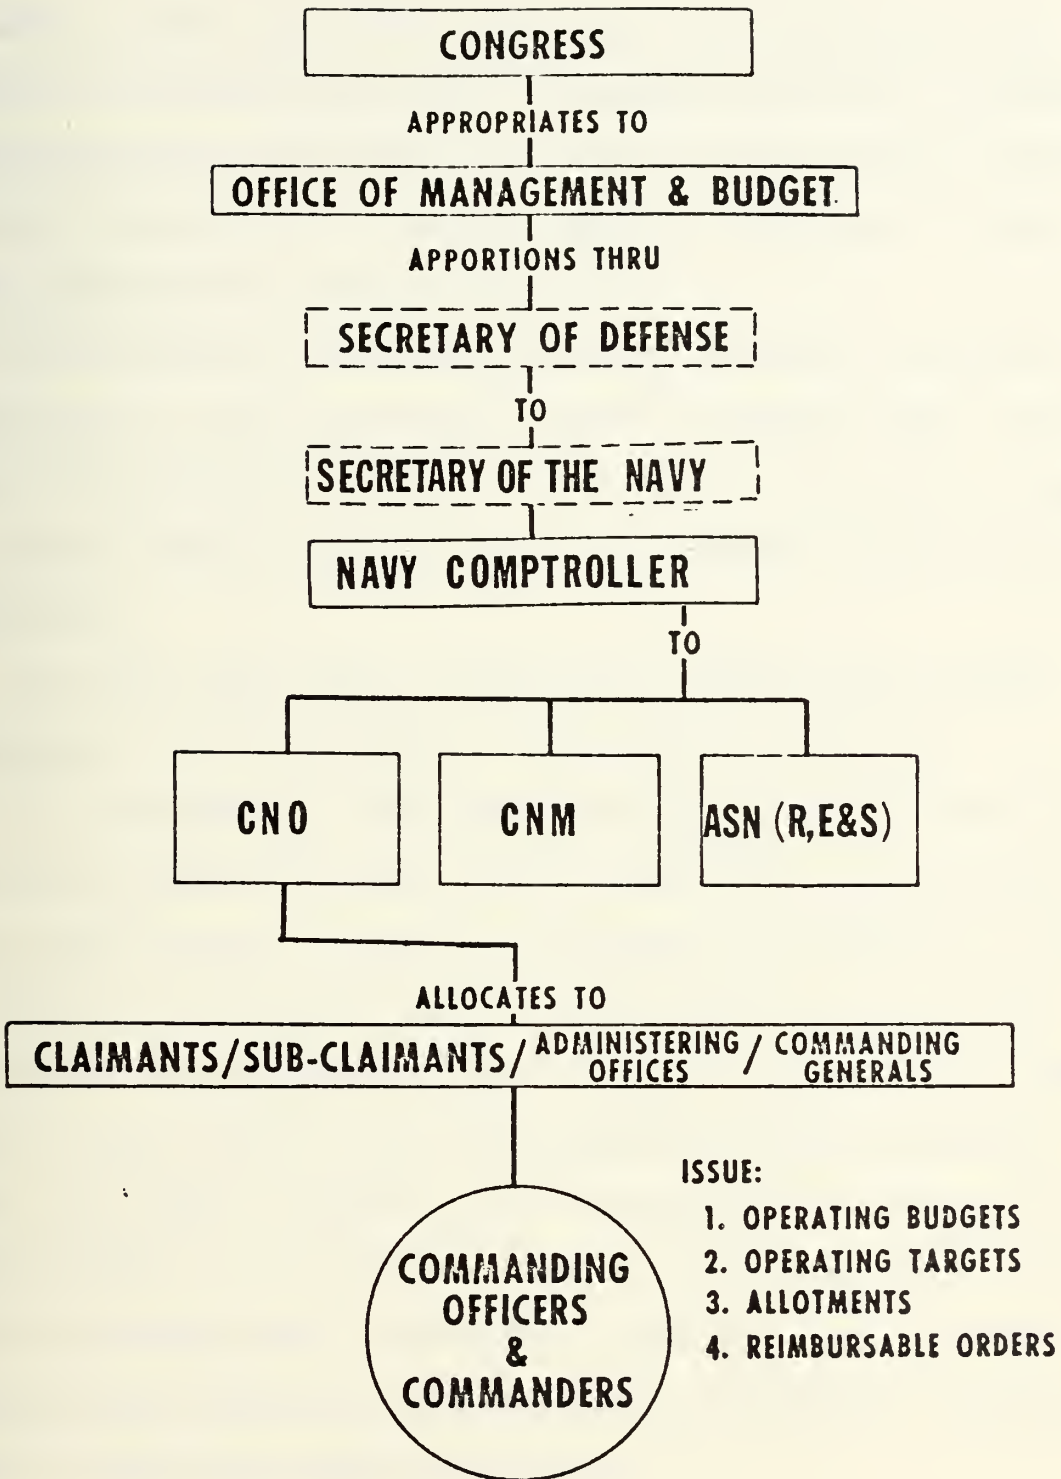 CONGRESS
APPROPRIATES TO
OFFICE OF MANAGEMENT & BUDGET.
APPORTIONS THRU
SECRETARY OF DEFENSE
TO
SECRETARY OF THE NAVY
NAVY COMPTROLLER
TO
CNO
CNM
ASN (R,E&S)
ALLOCATES TO
CLAIMANTS/SUB-CLAIMANTS/ADMINISTERING OFFICES/COMMANDING GENERALS
ISSUE:
1. OPERATING BUDGETS
2. OPERATING TARGETS
3. ALLOTMENTS
4. REIMBURSABLE ORDERS
COMMANDING
OFFICERS
&
COMMANDERS